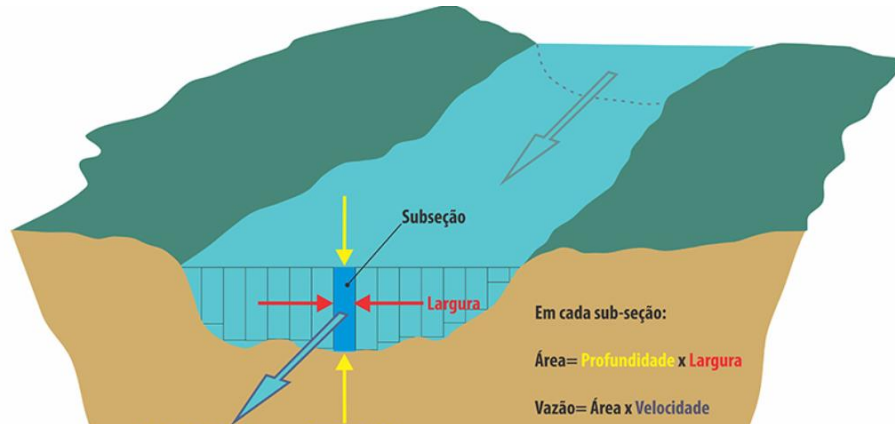 Subseção
Largura
Em cada sub-seção:
Área= Profundidade x Largura
Vazão= Área x Velocidade